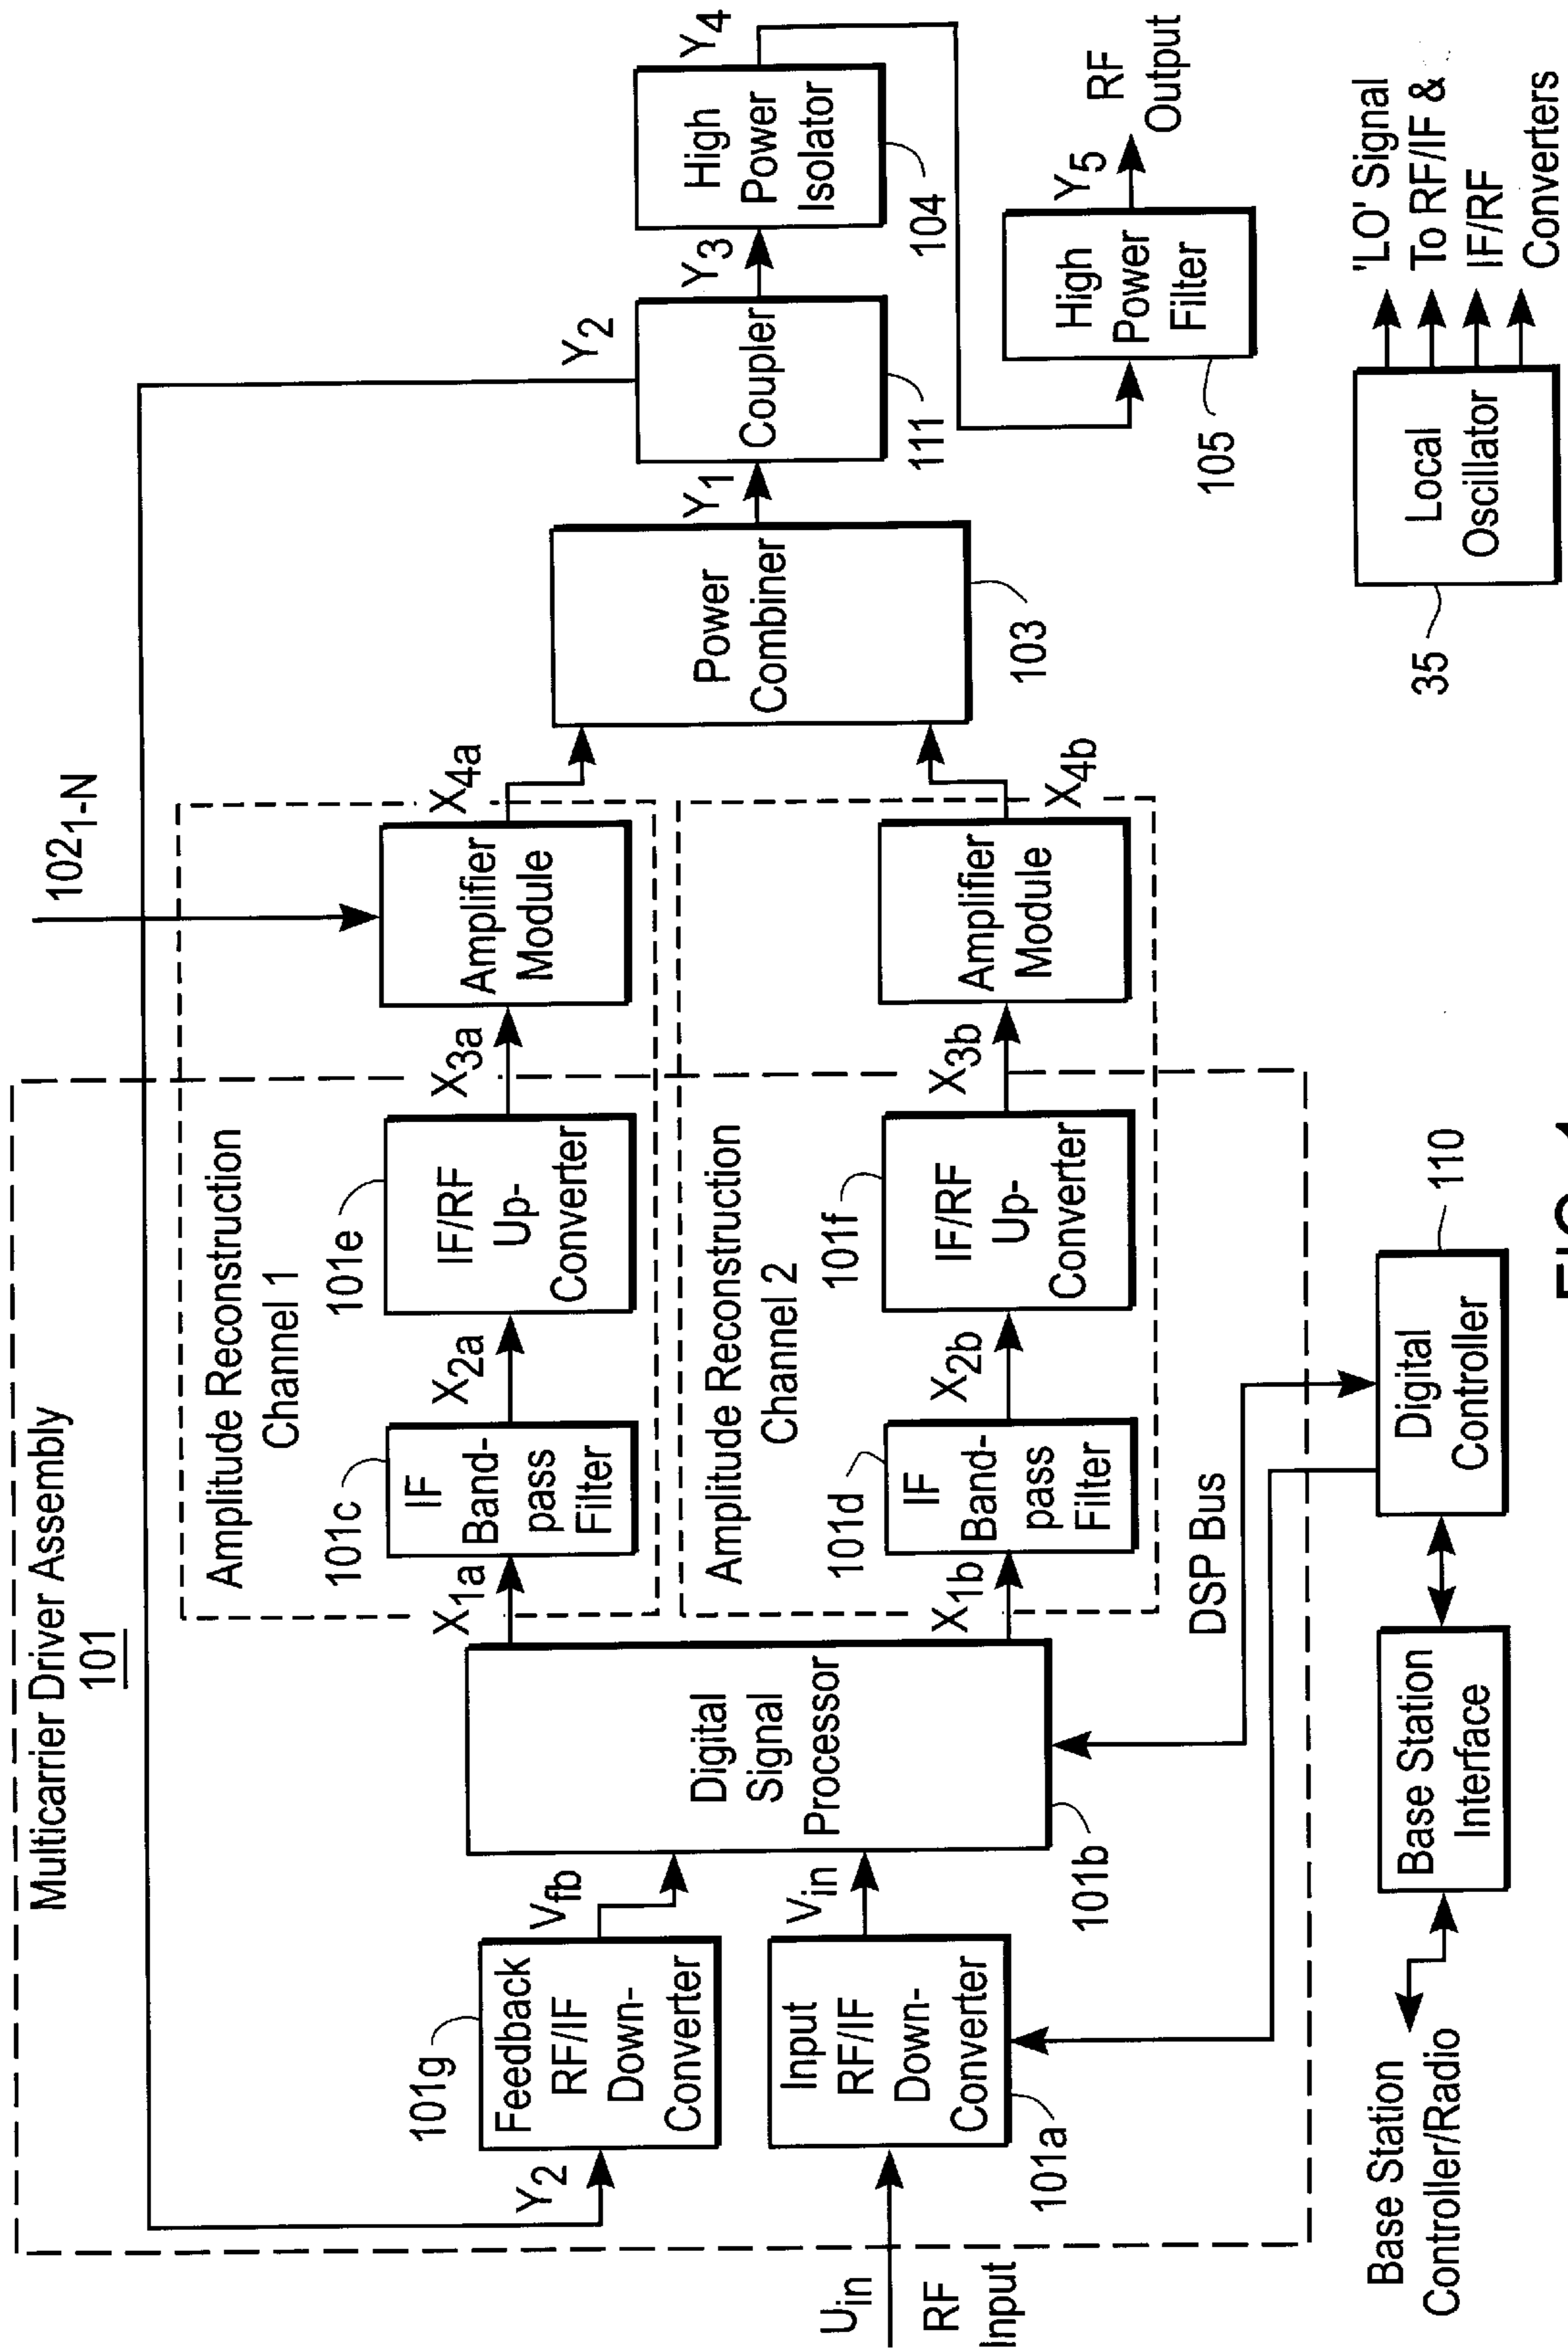 Multicarrier Driver Assembly
101
102₁₋N
Amplitude Reconstruction
Channel 1
101c
IF
Band-
pass
Filter
101e
IF/RF
Up-
Converter
Amplifier
Module
X1a
X2a
X3a
X4a
Amplitude Reconstruction
Channel 2
101d
IF
Band-
pass
Filter
101f
IF/RF
Up-
Converter
Amplifier
Module
X1b
X2b
X3b
X4b
Y2
101g
Feedback
RF/IF
Down-
Converter
Vfb
Uin
RF
Input
Input
RF/IF
Down-
Converter
101a
Vin
Digital
Signal
Processor
101b
Power
Combiner
103
Y1
Coupler
111
Y2
Y3
High
Power
Isolator
104
Y4
High
Power
Filter
105
Y5
RF
Output
DSP Bus
Base Station
Controller/Radio
Base Station
Interface
Digital
Controller
110
Local
Oscillator
35
'LO' Signal
To RF/IF &
IF/RF
Converters